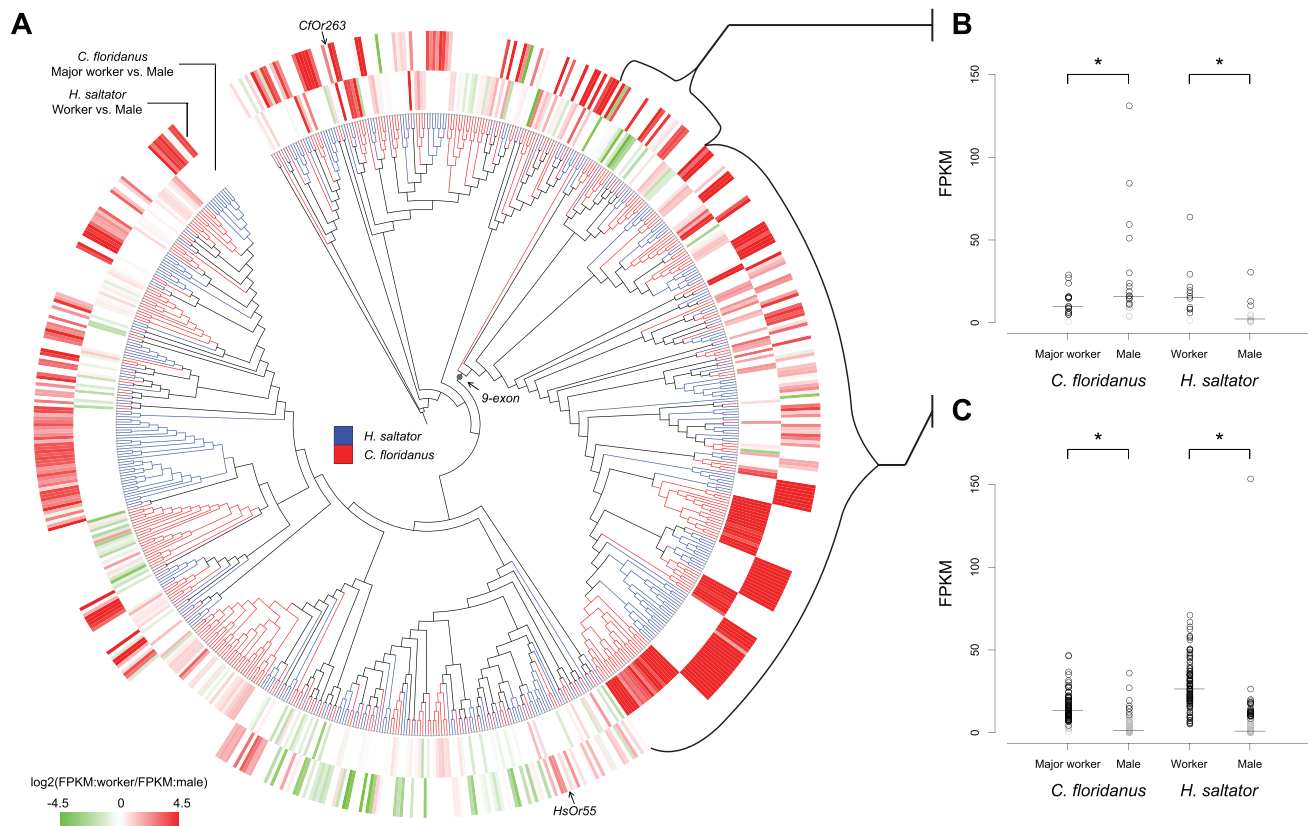 A
CfOr263
C. floridanus
Major worker vs. Male
H. saltator
Worker vs. Male
9-exon
H. saltator
C. floridanus
HsOr55
log2(FPKM:worker/FPKM:male)
-4.5 0 4.5
B
150
100
50
0
FPKM
* *
Major worker Male Worker Male
C. floridanus H. saltator
C
150
100
50
0
FPKM
* *
Major worker Male Worker Male
C. floridanus H. saltator